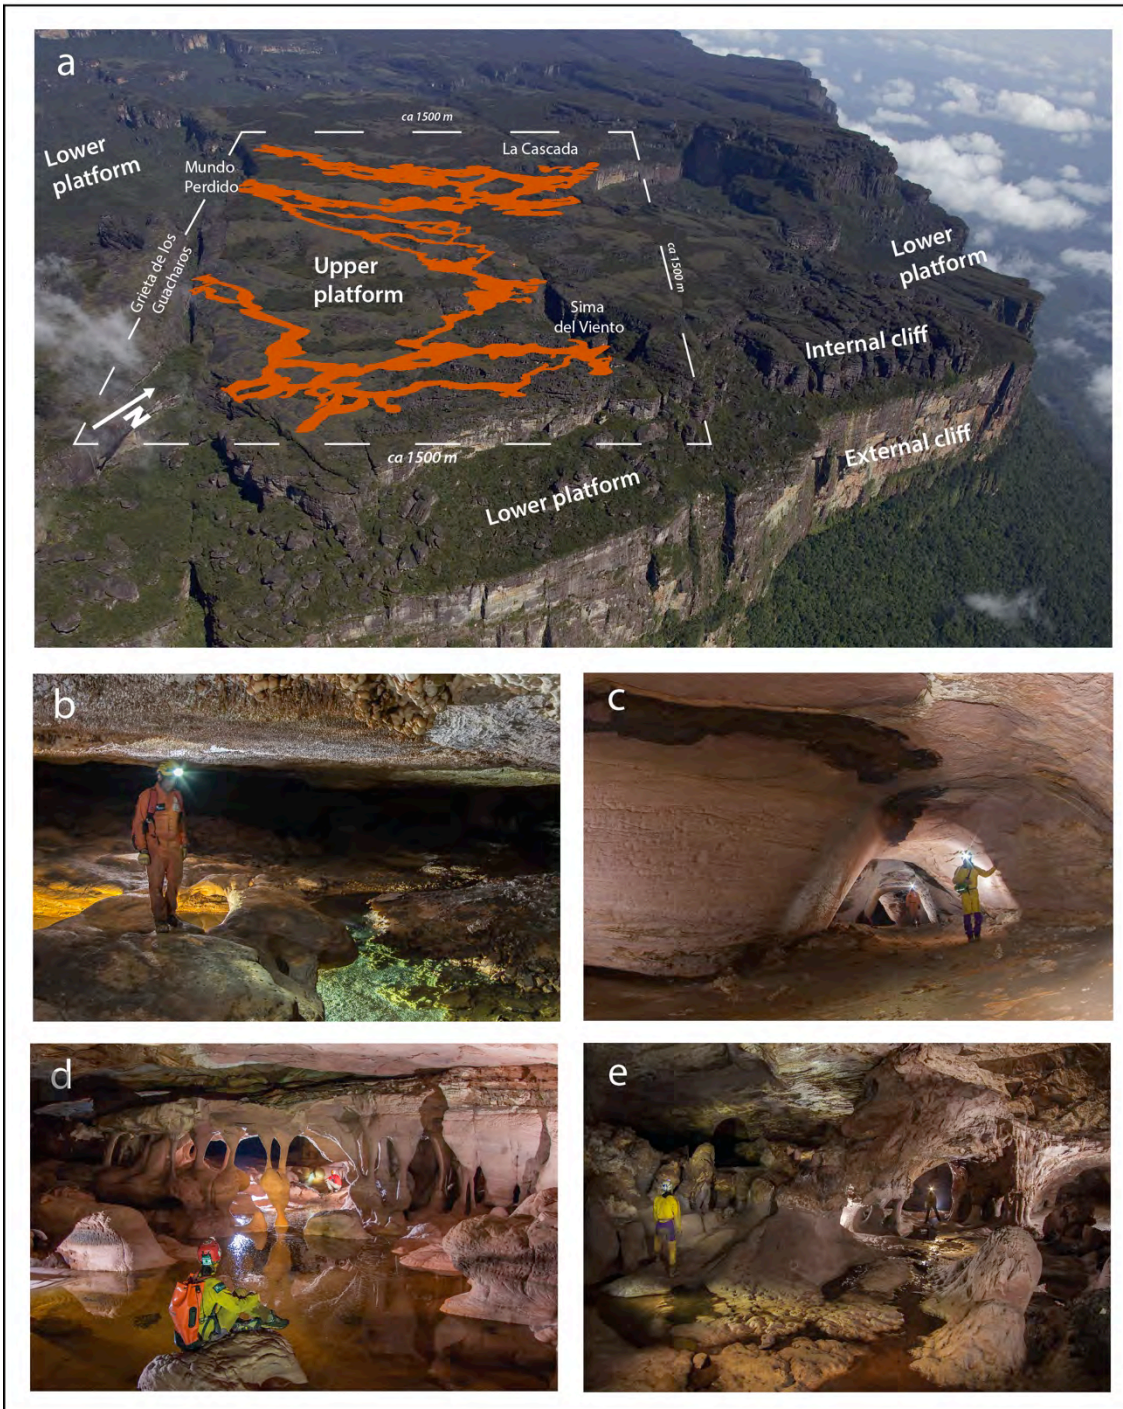 a
ca 1500 m
Lower
platform
La Cascada
Mundo
Perdido
Lower
platform
ca 1500 m
Grieta de los
Guacharos
Upper
platform
Sima
del Viento
Internal cliff
N
ca 1500 m
External cliff
Lower platform
b
c
d
e